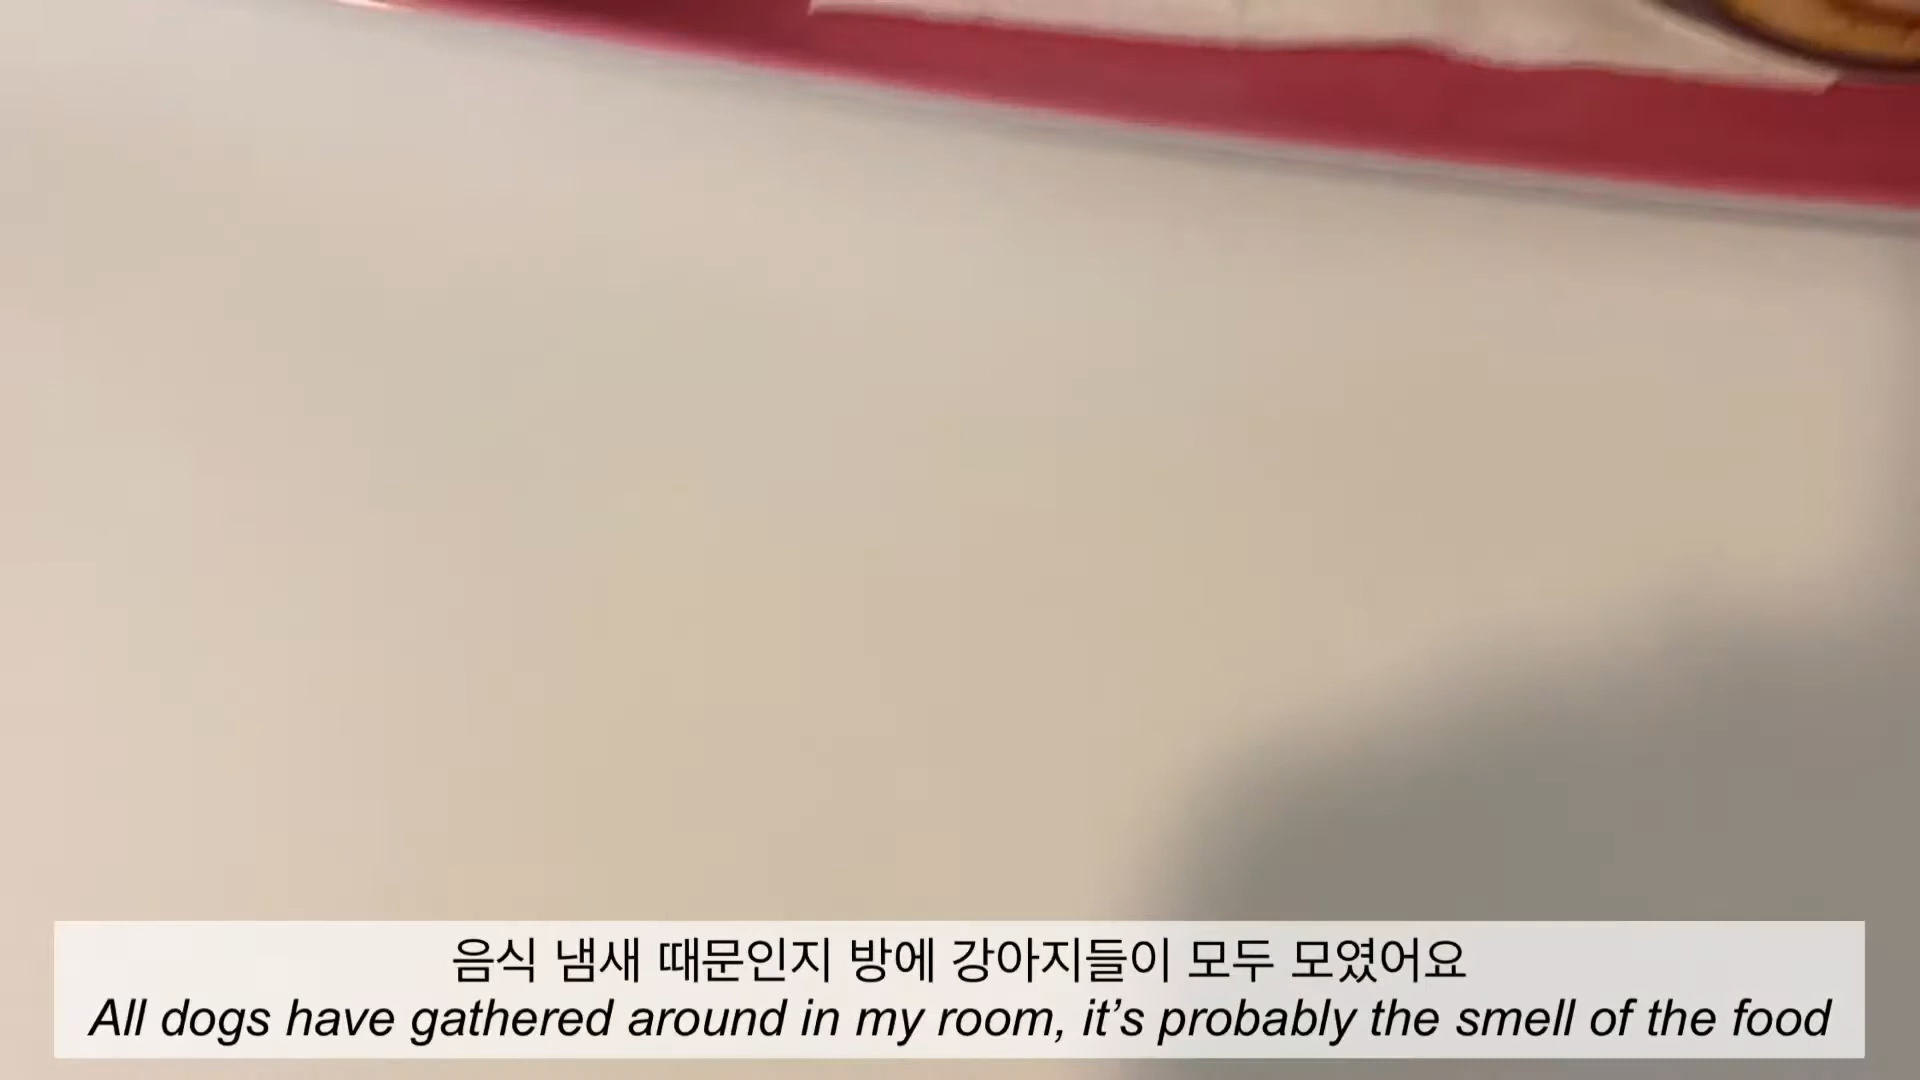 음식 냄새 때문인지 방에 강아지들이 모두 모였어요
All dogs have gathered around in my room, it’s probably the smell of the food